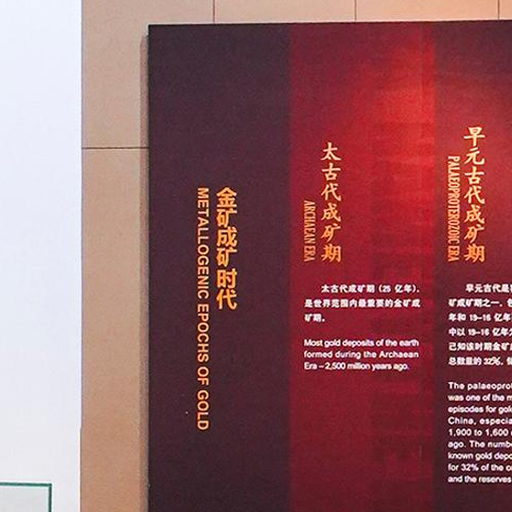 金矿成矿时代
METALLOGENIC EPOCHS OF GOLD
太古代成矿期
ARCHAEAN ERA
太古代成矿期（25 亿年），
是世界范围内最重要的金矿成
矿期。
Most gold deposits of the earth
formed during the Archaean
Era – 2,500 million years ago.
早元古代成矿期
PALAEOPROTEROZOIC ERA
早元古代是
矿成矿期之一，
年和 19–16 亿年
中以 19–16 亿年
已知该时期金矿
总数量的 32%，
The palaeoprot
was one of the m
episodes for gol
China, especia
1,900 to 1,600
ago. The numbe
known gold depo
for 32% of the c
and the reserves